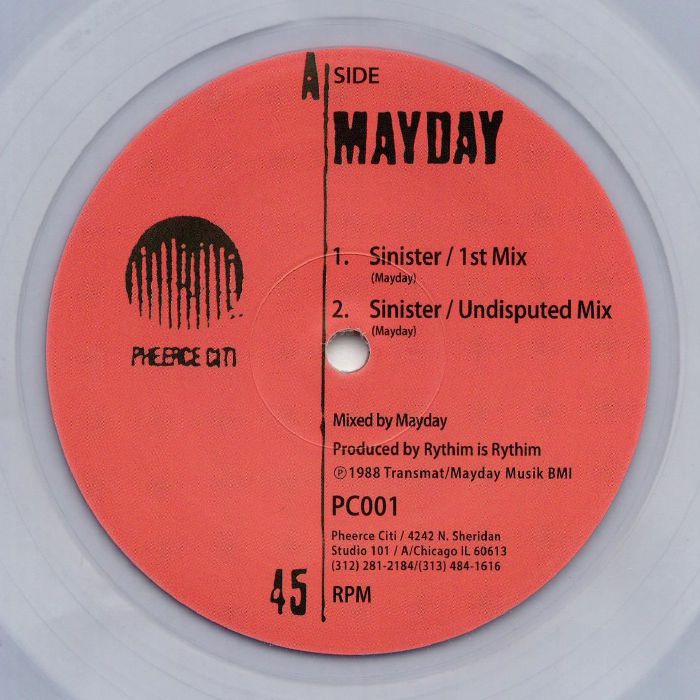 A SIDE
MAYDAY
1. Sinister / 1st Mix
(Mayday)
2. Sinister / Undisputed Mix
(Mayday)
PHEERCE CITI
Mixed by Mayday
Produced by Rythim is Rythim
Ⓟ1988 Transmat/Mayday Musik BMI
PC001
Pheerce Citi / 4242 N. Sheridan
Studio 101 / A/Chicago IL 60613
(312) 281-2184/(313) 484-1616
45 RPM